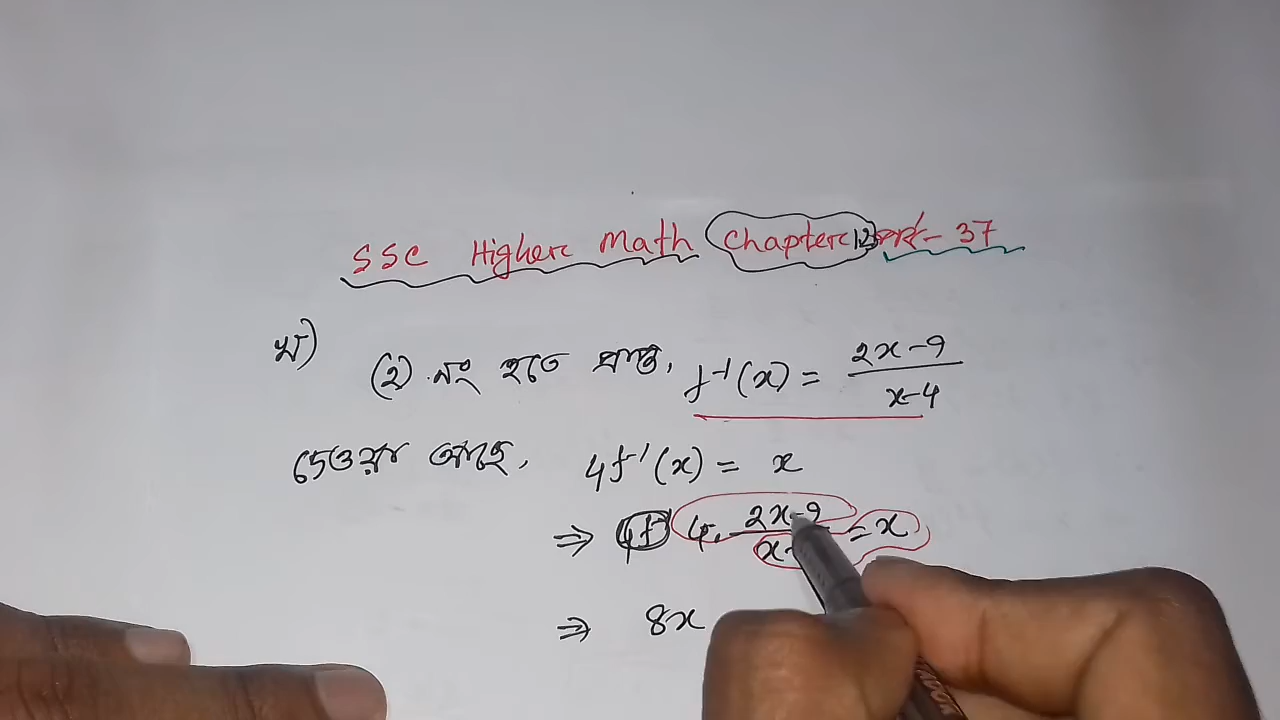 SSC Higher Math Chapter 12 - 37
খ)
(২) নং হতে পাই, f⁻¹(x) = 2x-9 / x-4
দেওয়া আছে, 4f⁻¹(x) = x
⇒ 4. 2x-9 / x- = x
⇒ 8x